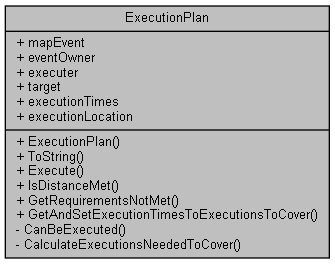 ExecutionPlan
+ mapEvent
+ eventOwner
+ executer
+ target
+ executionTimes
+ executionLocation
+ ExecutionPlan()
+ ToString()
+ Execute()
+ IsDistanceMet()
+ GetRequirementsNotMet()
+ GetAndSetExecutionTimesToExecutionsToCover()
- CanBeExecuted()
- CalculateExecutionsNeededToCover()